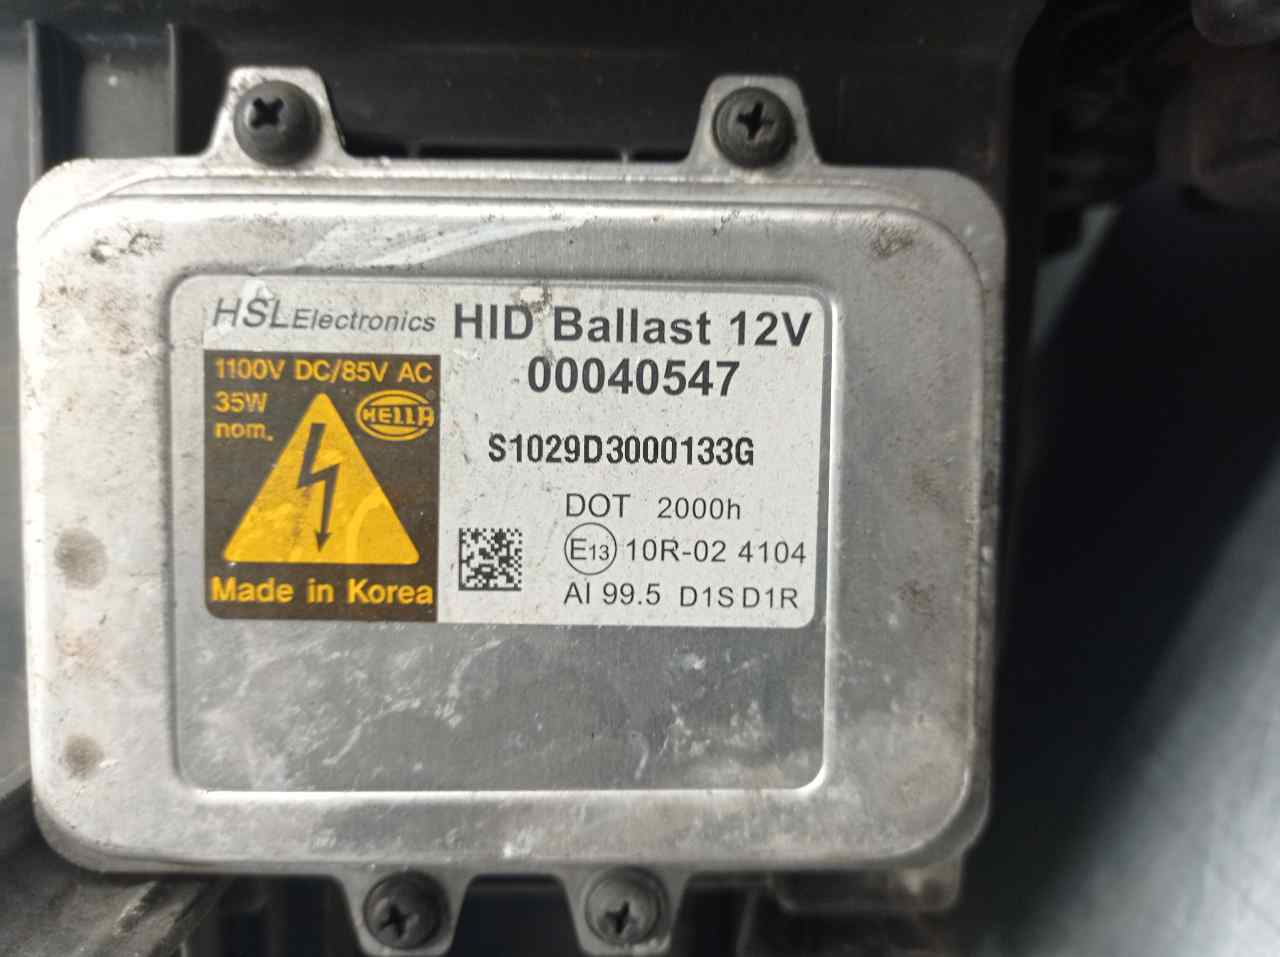 HSL Electronics HID Ballast 12V
00040547
1100V DC/85V AC
35W
nom.
HELLA
Made in Korea
S1029D3000133G
DOT 2000h
E13 10R-02 4104
Al 99.5 D1S D1R